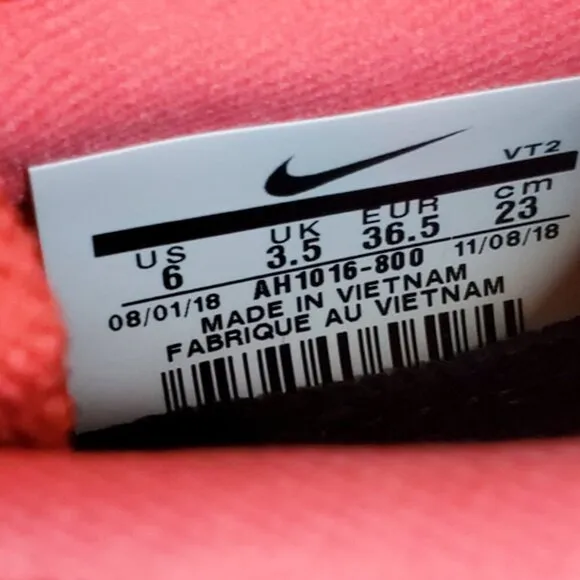 VT2
US UK EUR cm
6 3.5 36.5 23
08/01/18 AH1016-800 11/08/18
MADE IN VIETNAM
FABRIQUE AU VIETNAM